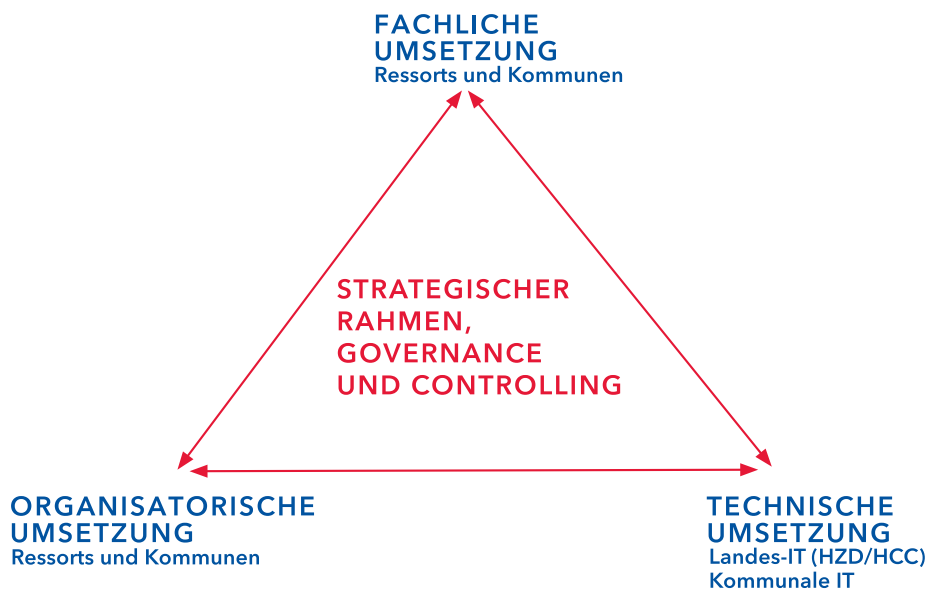 FACHLICHE
UMSETZUNG
Ressorts und Kommunen
STRATEGISCHER
RAHMEN,
GOVERNANCE
UND CONTROLLING
ORGANISATORISCHE
UMSETZUNG
Ressorts und Kommunen
TECHNISCHE
UMSETZUNG
Landes-IT (HZD/HCC)
Kommunale IT